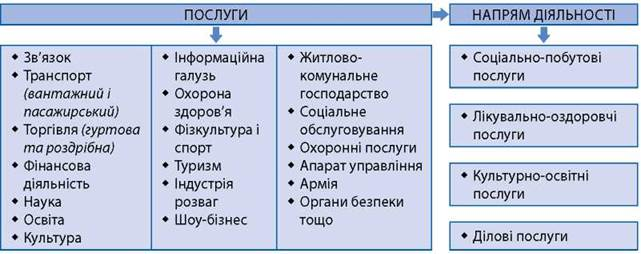 ПОСЛУГИ
НАПРЯМ ДІЯЛЬНОСТІ
◆ Зв'язок
◆ Транспорт
(вантажний і
пасажирський)
◆ Торгівля (гуртова
та роздрібна)
◆ Фінансова
діяльність
◆ Наука
◆ Освіта
◆ Культура
◆ Інформаційна
галузь
◆ Охорона
здоров'я
◆ Фізкультура і
спорт
◆ Туризм
◆ Індустрія
розваг
◆ Шоу-бізнес
◆ Житлово-
комунальне
господарство
◆ Соціальне
обслуговування
◆ Охоронні послуги
◆ Апарат управління
◆ Армія
◆ Органи безпеки
тощо
◆ Соціально-побутові
послуги
◆ Лікувально-оздоровчі
послуги
◆ Культурно-освітні
послуги
◆ Ділові послуги